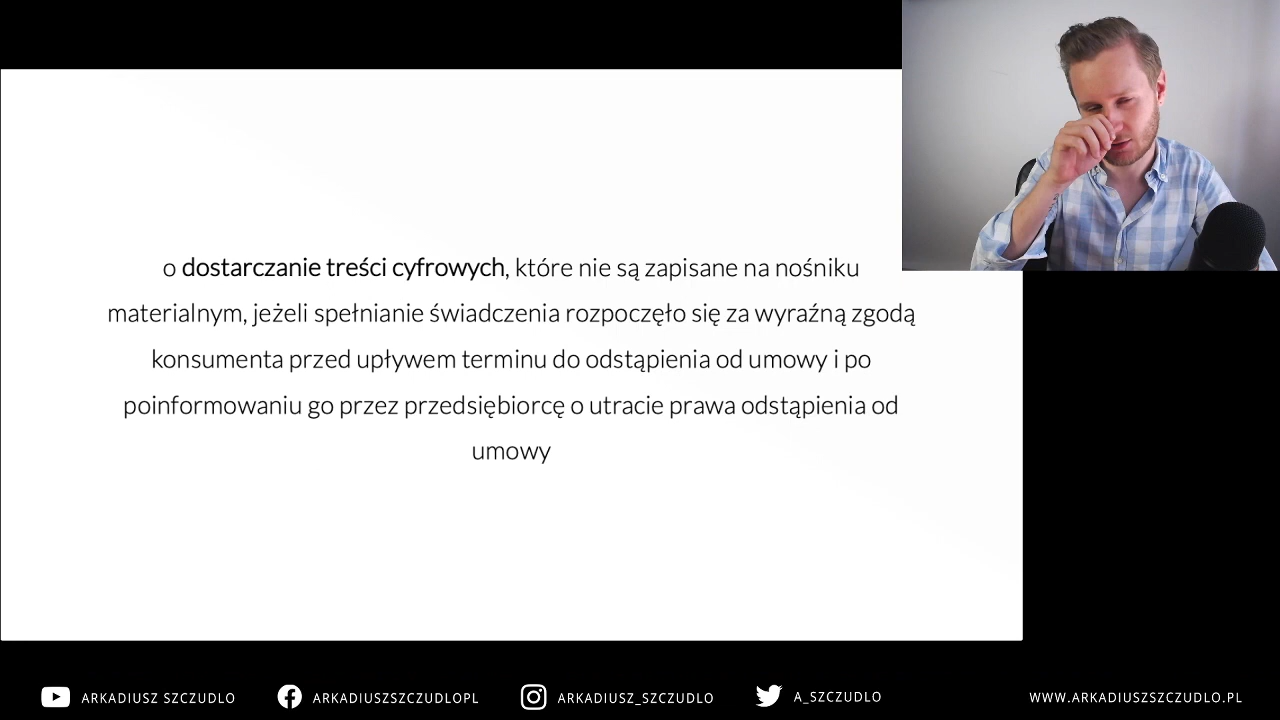 o dostarczanie treści cyfrowych, które nie są zapisane na nośniku
materialnym, jeżeli spełnianie świadczenia rozpoczęło się za wyraźną zgodą
konsumenta przed upływem terminu do odstąpienia od umowy i po
poinformowaniu go przez przedsiębiorcę o utracie prawa odstąpienia od
umowy
ARKADIUSZ SZCZUDLO
ARKADIUSZSZCZUDLOPL
ARKADIUSZ_SZCZUDLO
A_SZCZUDLO
WWW.ARKADIUSZSZCZUDLO.PL